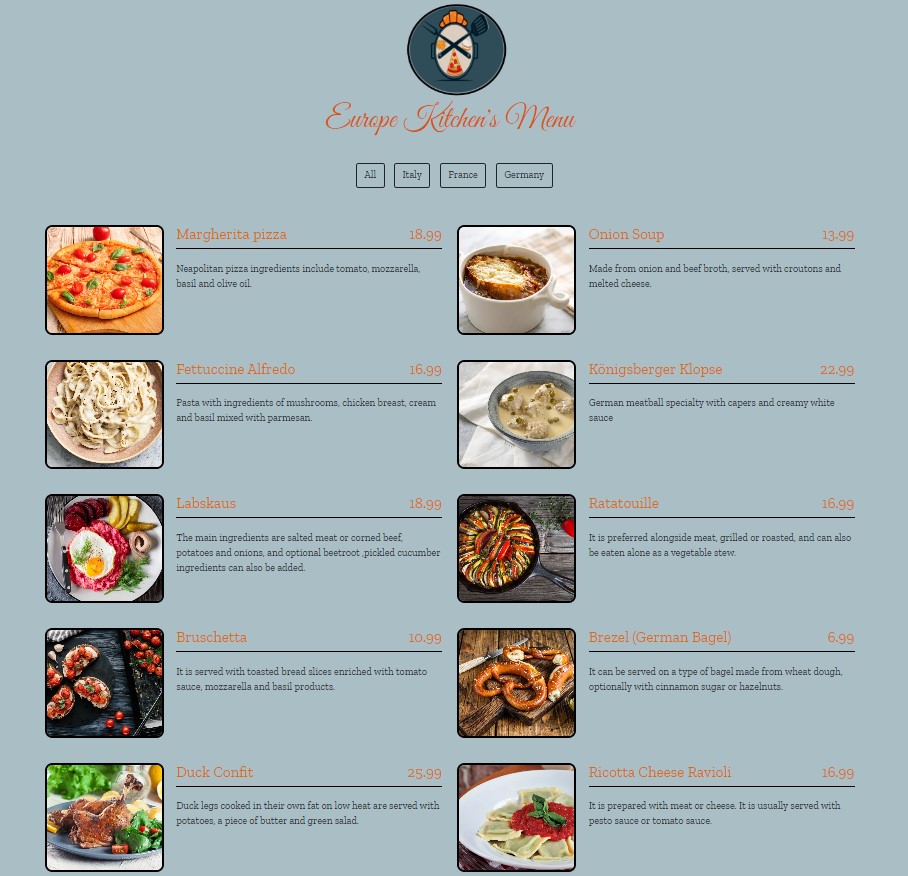 Europe Kitchen's Menu
All
Italy
France
Germany
Margherita pizza 18.99
Neapolitan pizza ingredients include tomato, mozzarella,
basil and olive oil.
Onion Soup 13.99
Made from onion and beef broth, served with croutons and
melted cheese.
Fettuccine Alfredo 16.99
Pasta with ingredients of mushrooms, chicken breast, cream
and basil mixed with parmesan.
Königsberger Klopse 22.99
German meatball specialty with capers and creamy white
sauce
Labskaus 18.99
The main ingredients are salted meat or corned beef,
potatoes and onions, and optional beetroot ,pickled cucumber
ingredients can also be added.
Ratatouille 16.99
It is preferred alongside meat, grilled or roasted, and can also
be eaten alone as a vegetable stew.
Bruschetta 10.99
It is served with toasted bread slices enriched with tomato
sauce, mozzarella and basil products.
Brezel (German Bagel) 6.99
It can be served on a type of bagel made from wheat dough,
optionally with cinnamon sugar or hazelnuts.
Duck Confit 25.99
Duck legs cooked in their own fat on low heat are served with
potatoes, a piece of butter and green salad.
Ricotta Cheese Ravioli 16.99
It is prepared with meat or cheese. It is usually served with
pesto sauce or tomato sauce.